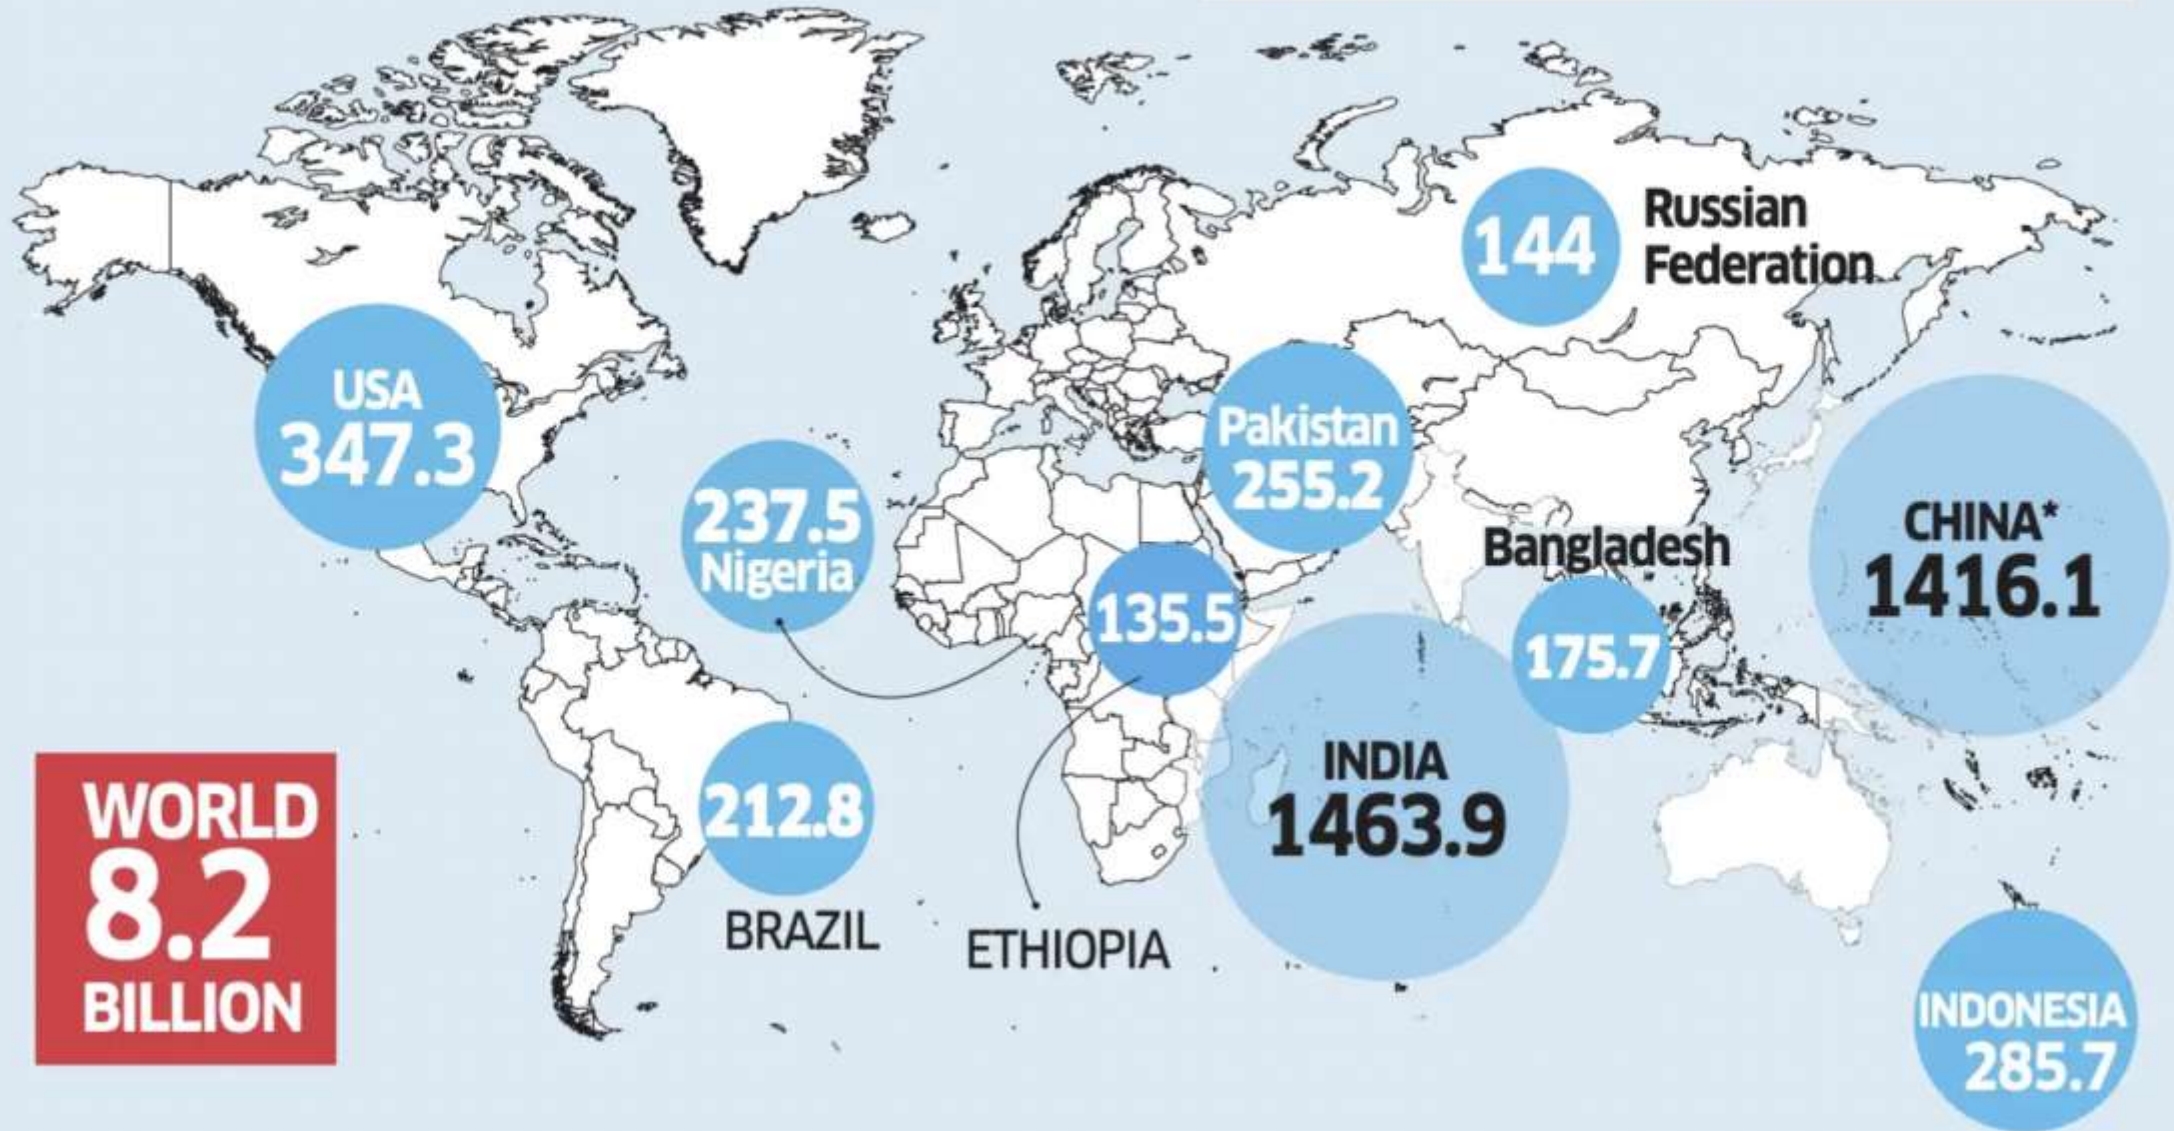 144
Russian
Federation
USA
347.3
Pakistan
255.2
237.5
Nigeria
CHINA*
1416.1
Bangladesh
135.5
175.7
INDIA
1463.9
212.8
BRAZIL
ETHIOPIA
WORLD
8.2
BILLION
INDONESIA
285.7